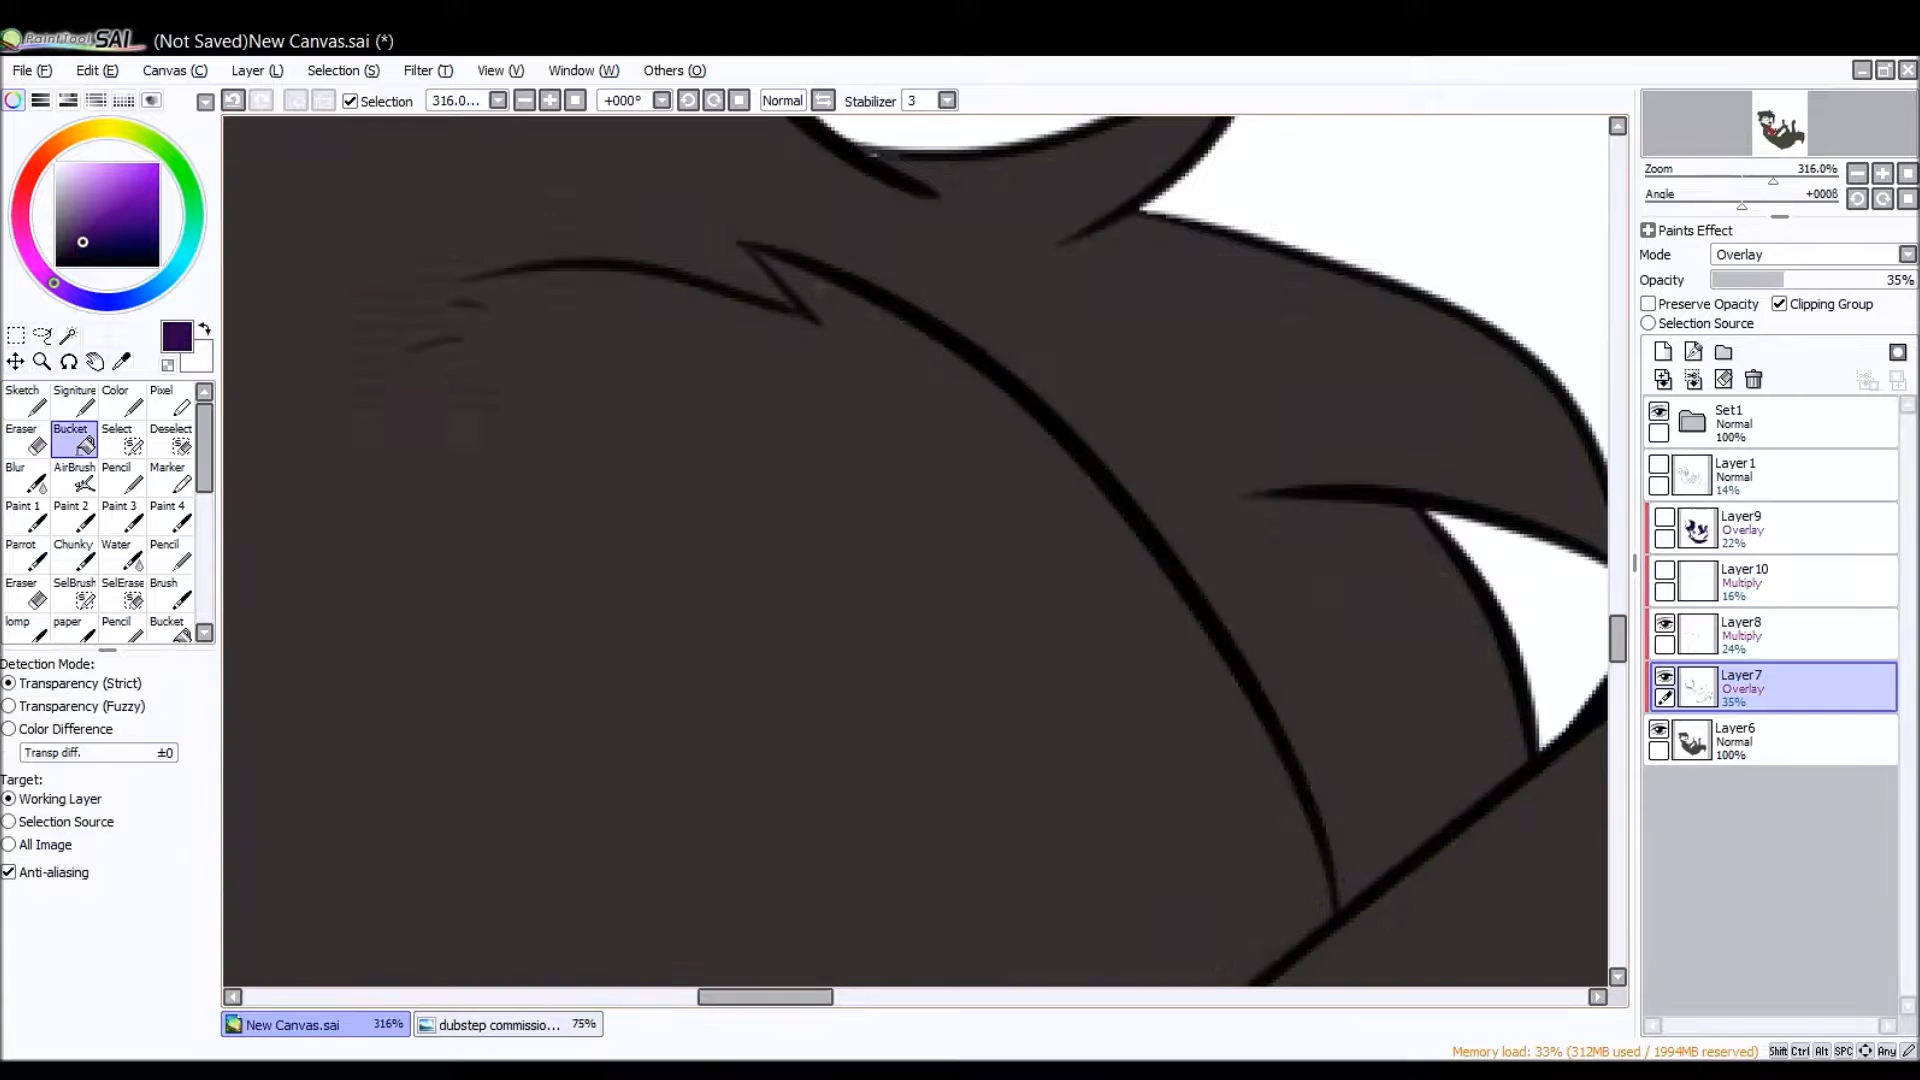 PaintTool SAI (Not Saved)New Canvas.sai (*)
File (F) Edit (E) Canvas (C) Layer (L) Selection (S) Filter (T) View (V) Window (W) Others (O)
Selection 316.0... +000° Normal Stabilizer 3
Zoom 316.0%
Angle +000ß
Paints Effect
Mode Overlay
Opacity 35%
Preserve Opacity Clipping Group
Selection Source
Sketch Signiture Color Pixel
Eraser Bucket Select Deselect
Blur AirBrush Pencil Marker
Paint 1 Paint 2 Paint 3 Paint 4
Parrot Chunky Water Pencil
Eraser SelBrush SelErase Brush
lomp paper Pencil Bucket
Detection Mode:
Transparency (Strict)
Transparency (Fuzzy)
Color Difference
Transp diff. ±0
Target:
Working Layer
Selection Source
All Image
Anti-aliasing
Set1
Normal
100%
Layer1
Normal
14%
Layer9
Overlay
22%
Layer10
Multiply
16%
Layer8
Multiply
24%
Layer7
Overlay
35%
Layer6
Normal
100%
New Canvas.sai 316% dubstep commissio... 75%
Memory load: 33% (312MB used / 1994MB reserved) Shift Ctrl Alt SPC Any